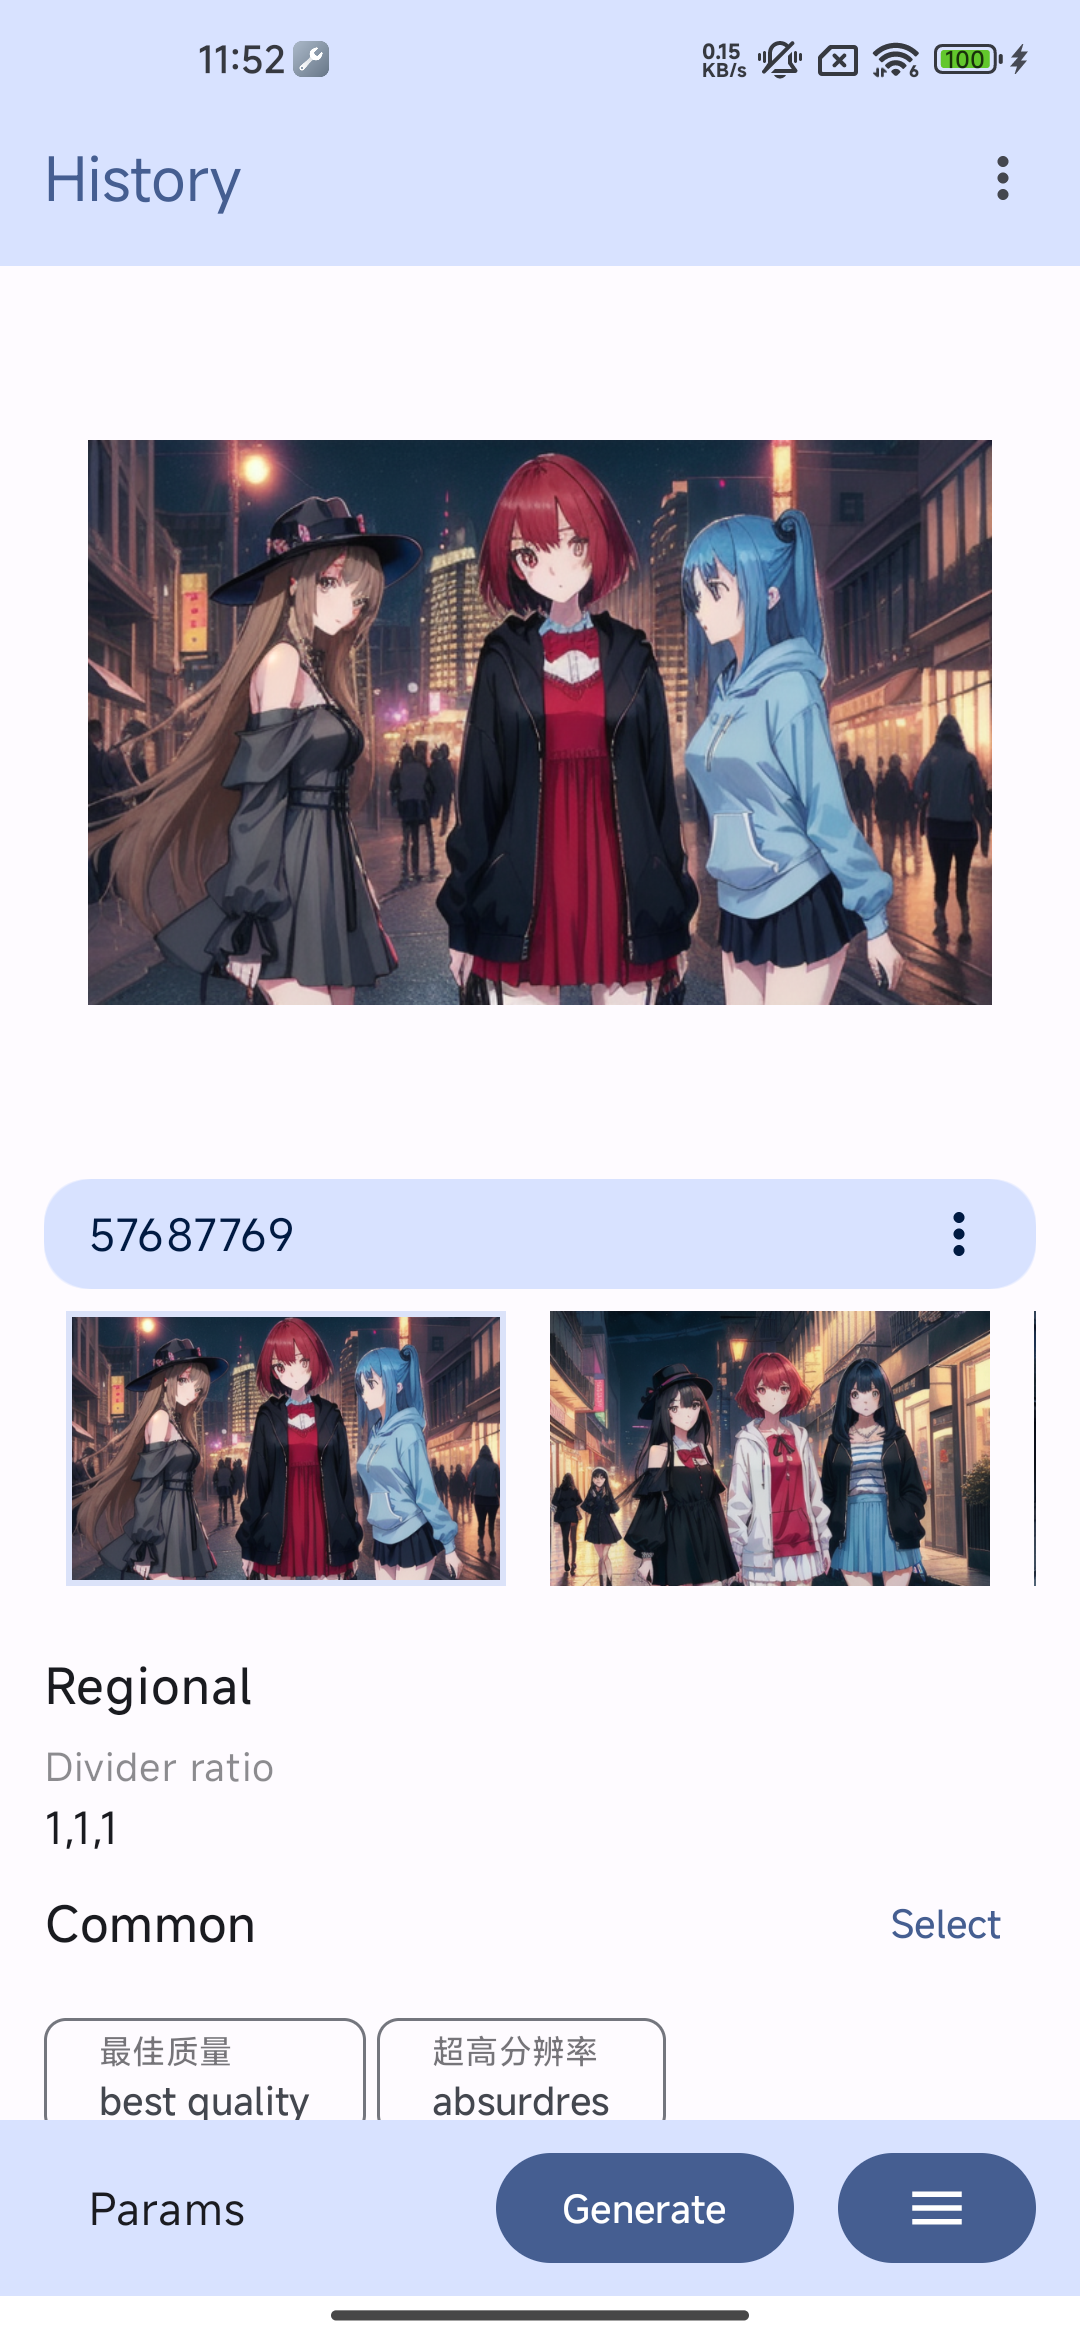 11:52
0.15
KB/s
6
100
History
57687769
Regional
Divider ratio
1,1,1
Common
Select
最佳质量
best quality
超高分辨率
absurdres
Params
Generate